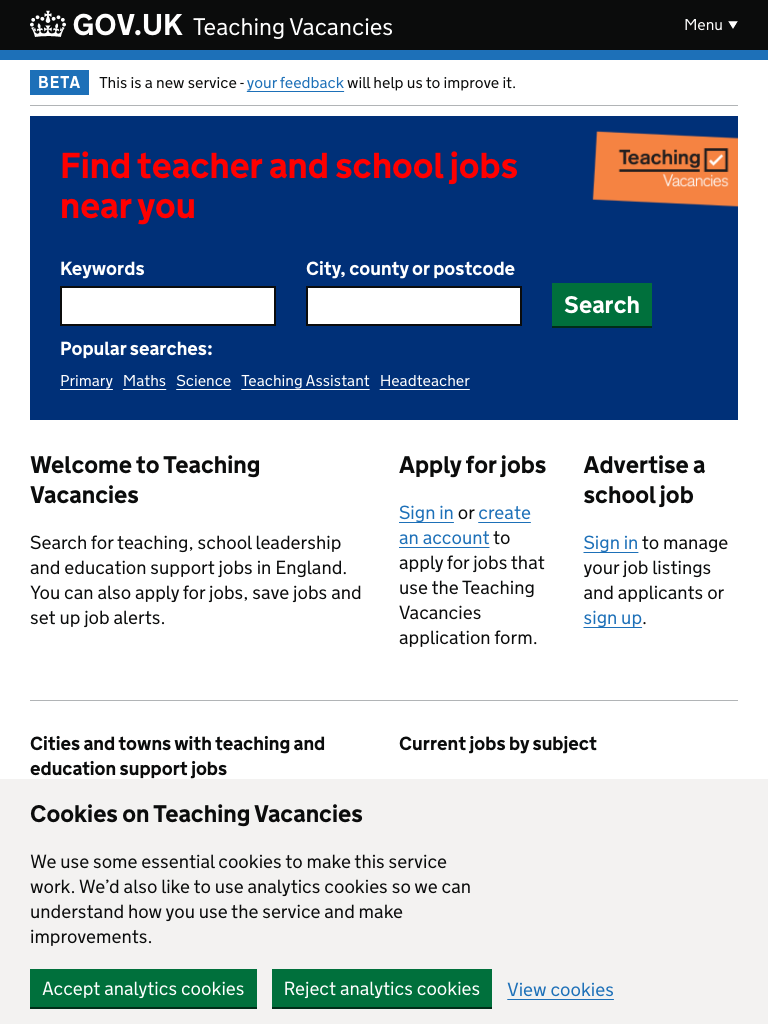 GOV.UK Teaching Vacancies
Menu ▼
BETA This is a new service - your feedback will help us to improve it.
Find teacher and school jobs
near you
Teaching
Vacancies
Keywords
City, county or postcode
Search
Popular searches:
Primary Maths Science Teaching Assistant Headteacher
Welcome to Teaching
Vacancies
Search for teaching, school leadership
and education support jobs in England.
You can also apply for jobs, save jobs and
set up job alerts.
Apply for jobs
Sign in or create
an account to
apply for jobs that
use the Teaching
Vacancies
application form.
Advertise a
school job
Sign in to manage
your job listings
and applicants or
sign up.
Cities and towns with teaching and
education support jobs
Current jobs by subject
Cookies on Teaching Vacancies
We use some essential cookies to make this service
work. We’d also like to use analytics cookies so we can
understand how you use the service and make
improvements.
Accept analytics cookies
Reject analytics cookies
View cookies